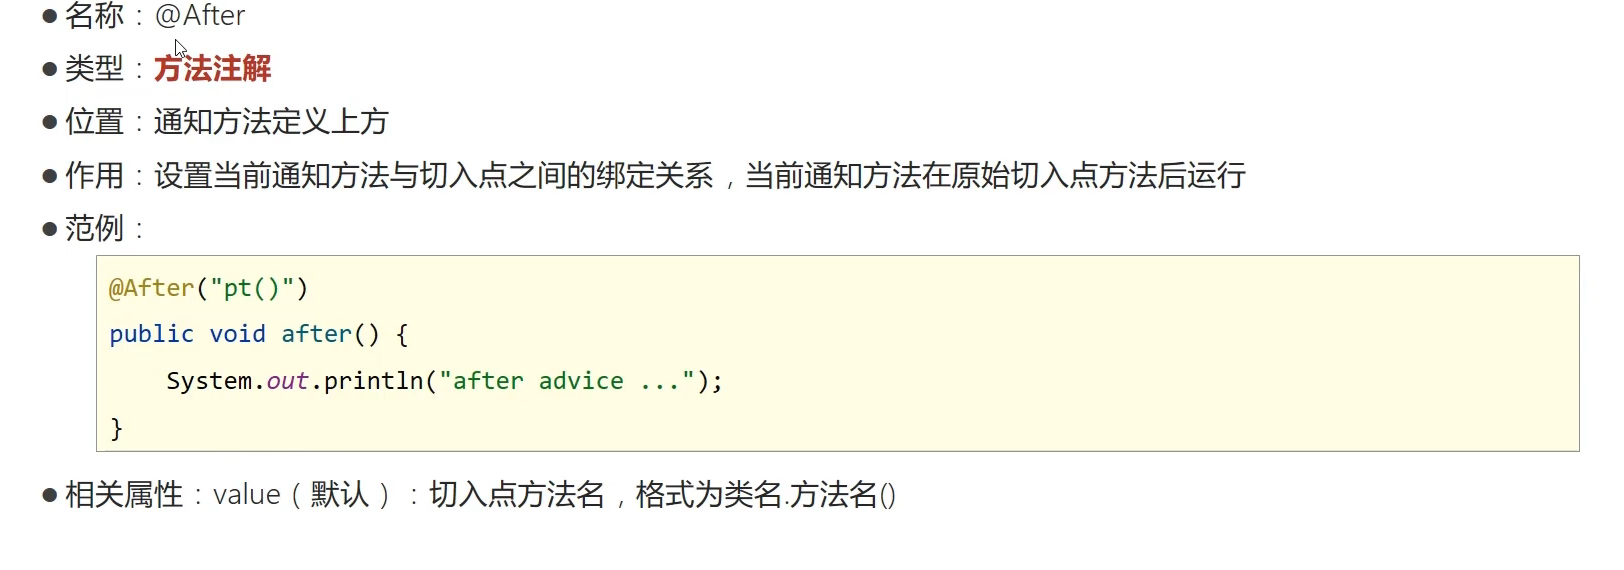 ● 名称：@After
● 类型：方法注解
● 位置：通知方法定义上方
● 作用：设置当前通知方法与切入点之间的绑定关系，当前通知方法在原始切入点方法后运行
● 范例：
@After("pt()")
public void after() {
    System.out.println("after advice ...");
}
● 相关属性：value（默认）：切入点方法名，格式为类名.方法名()